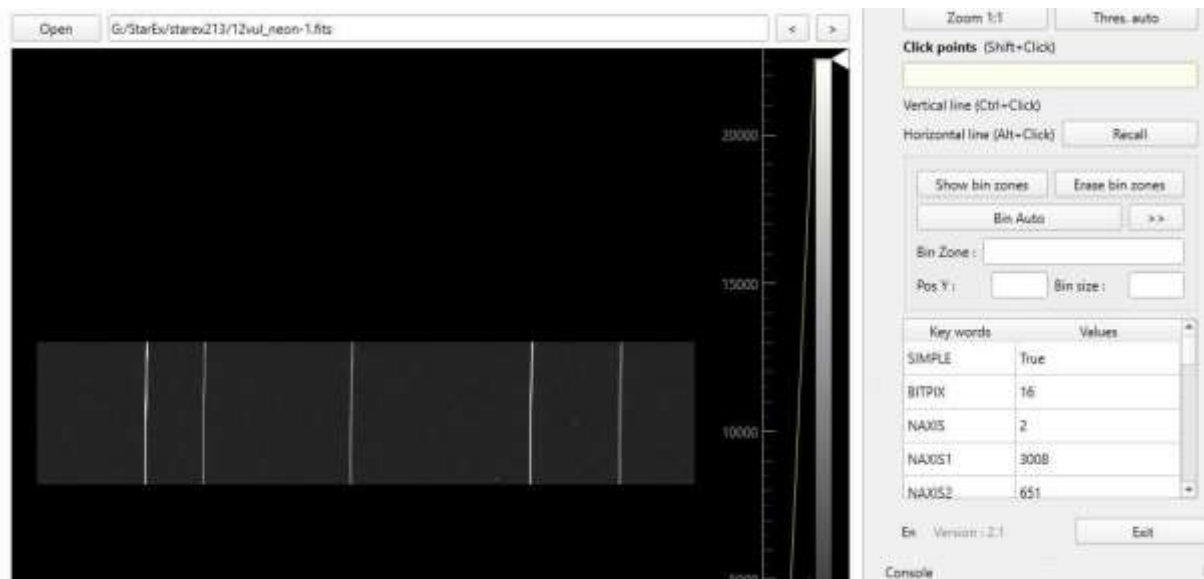 Open G:/StarEx/starex213/12vul_neon-1.fits < >
Zoom 1:1 Thres. auto
Click points (Shift+Click)
Vertical line (Ctrl+Click)
Horizontal line (Alt+Click) Recall
Show bin zones Erase bin zones
Bin Auto >>
Bin Zone :
Pos Y : Bin size :
Key words Values
SIMPLE True
BITPIX 16
NAXIS 2
NAXIS1 3008
NAXIS2 651
En Version : 2.1 Exit
Console
20000
15000
10000
5000